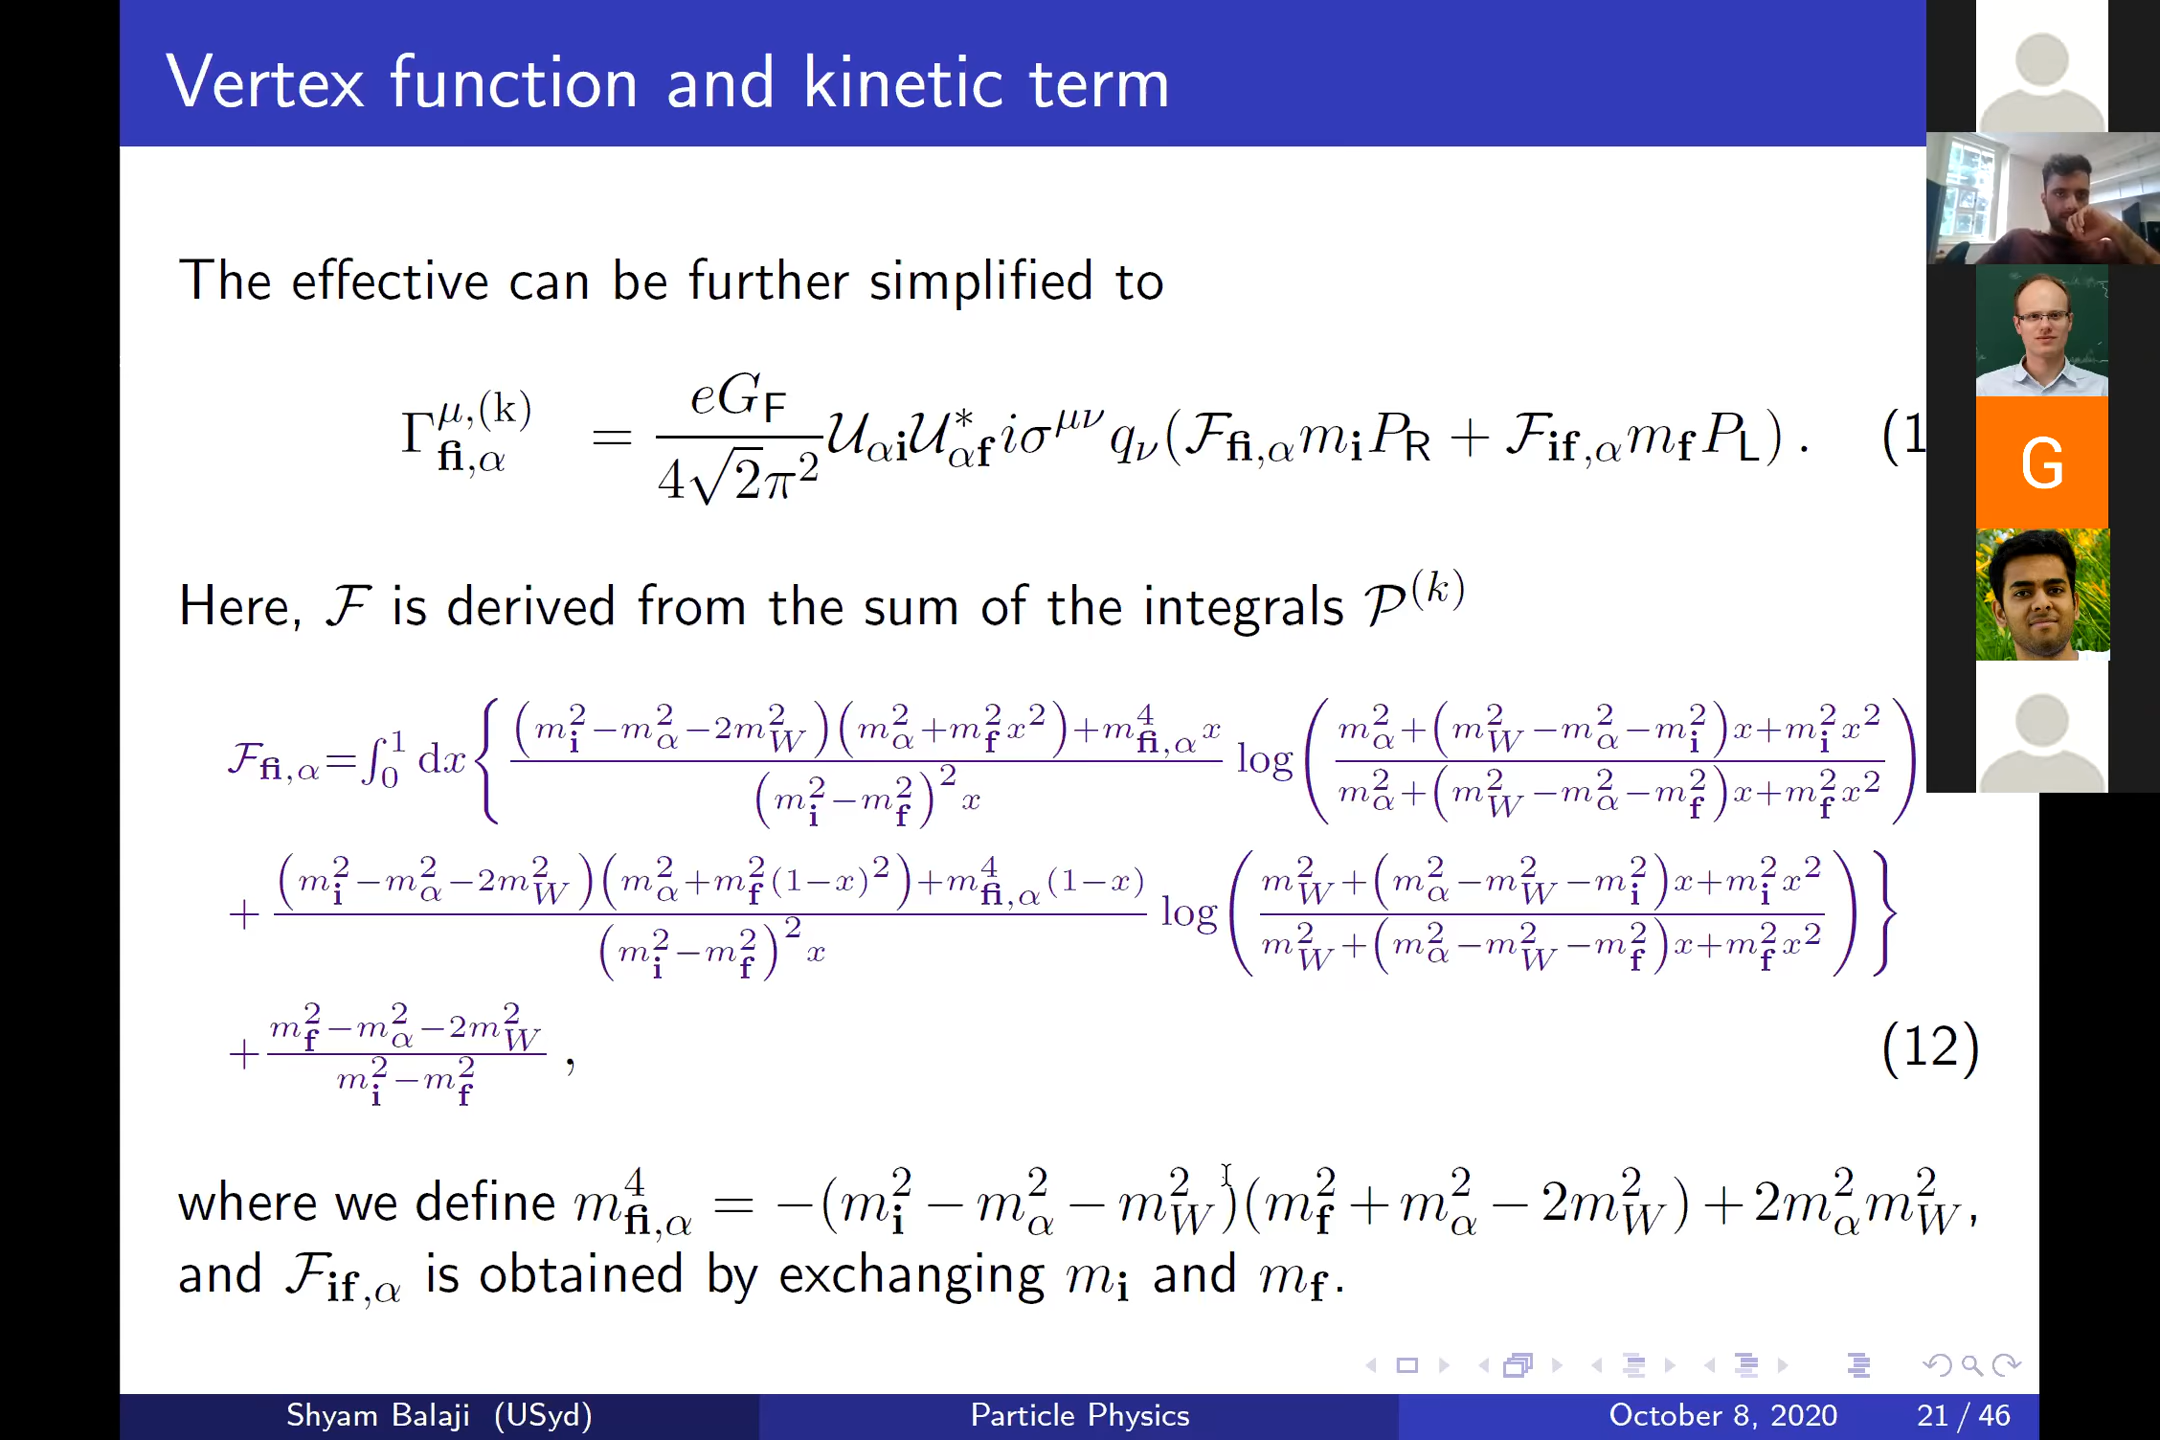 Vertex function and kinetic term
The effective can be further simplified to
Γ^{μ,(k)}_{fi,α} = \frac{eG_F}{4√2π^2} 𝒰_{αi}𝒰^*_{αf} iσ^{μν} q_ν (ℱ_{fi,α} m_i P_R + ℱ_{if,α} m_f P_L) . (1
G
Here, ℱ is derived from the sum of the integrals 𝒫^{(k)}
ℱ_{fi,α} = ∫_0^1 dx { \frac{(m_i^2 − m_α^2 − 2m_W^2)(m_α^2 + m_f^2 x^2) + m^4_{fi,α} x}{(m_i^2 − m_f^2)^2 x} log( \frac{m_α^2 + (m_W^2 − m_α^2 − m_i^2)x + m_i^2 x^2}{m_α^2 + (m_W^2 − m_α^2 − m_f^2)x + m_f^2 x^2} )
+ \frac{(m_i^2 − m_α^2 − 2m_W^2)(m_α^2 + m_f^2 (1−x)^2) + m^4_{fi,α} (1−x)}{(m_i^2 − m_f^2)^2 x} log( \frac{m_W^2 + (m_α^2 − m_W^2 − m_i^2)x + m_i^2 x^2}{m_W^2 + (m_α^2 − m_W^2 − m_f^2)x + m_f^2 x^2} ) }
+ \frac{m_f^2 − m_α^2 − 2m_W^2}{m_i^2 − m_f^2} , (12)
where we define m^4_{fi,α} = −(m_i^2 − m_α^2 − m_W^2)(m_f^2 + m_α^2 − 2m_W^2) + 2m_α^2 m_W^2,
and ℱ_{if,α} is obtained by exchanging m_i and m_f.
Shyam Balaji (USyd) Particle Physics October 8, 2020 21 / 46